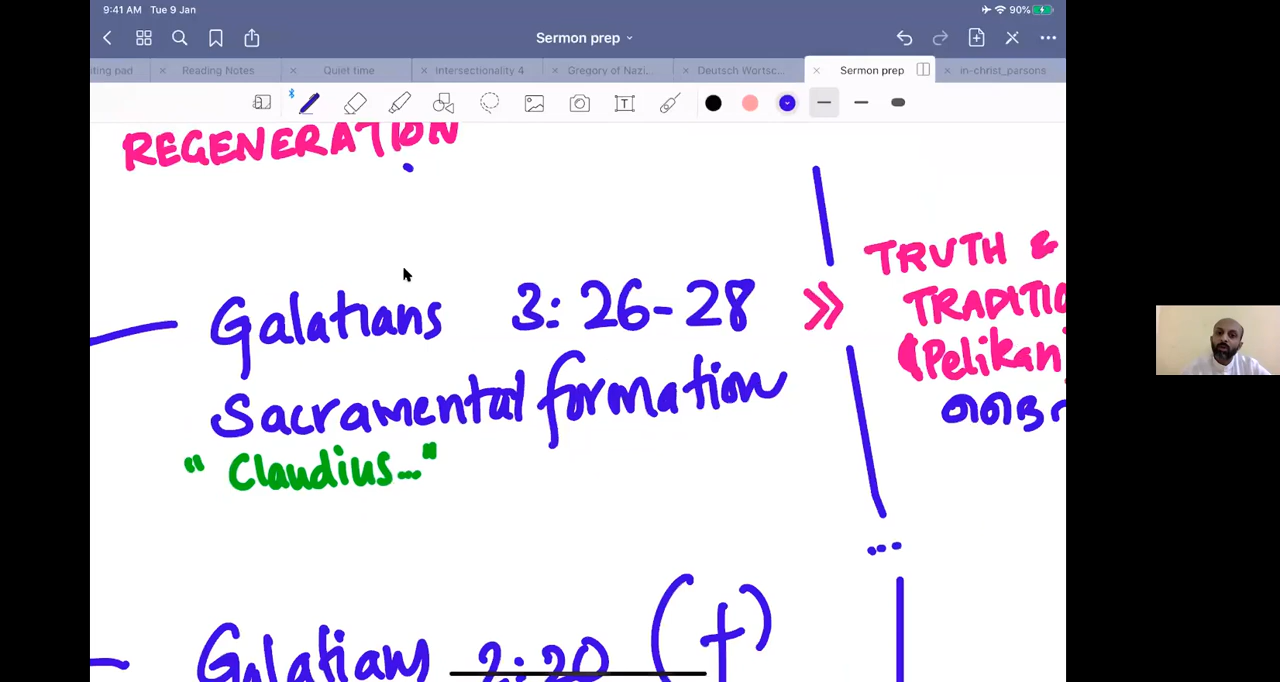 9:41 AM Tue 9 Jan
90%
Sermon prep
iting pad
Reading Notes
Quiet time
Intersectionality 4
Gregory of Nazi...
Deutsch Wortsc...
Sermon prep
in-christ_parsons
T
REGENERATION
Galatians 3:26-28
Sacramental formation
"Claudius..."
>>
TRUTH &
TRADITIO
(Pelikan
...
Galatians 2:20 (†)